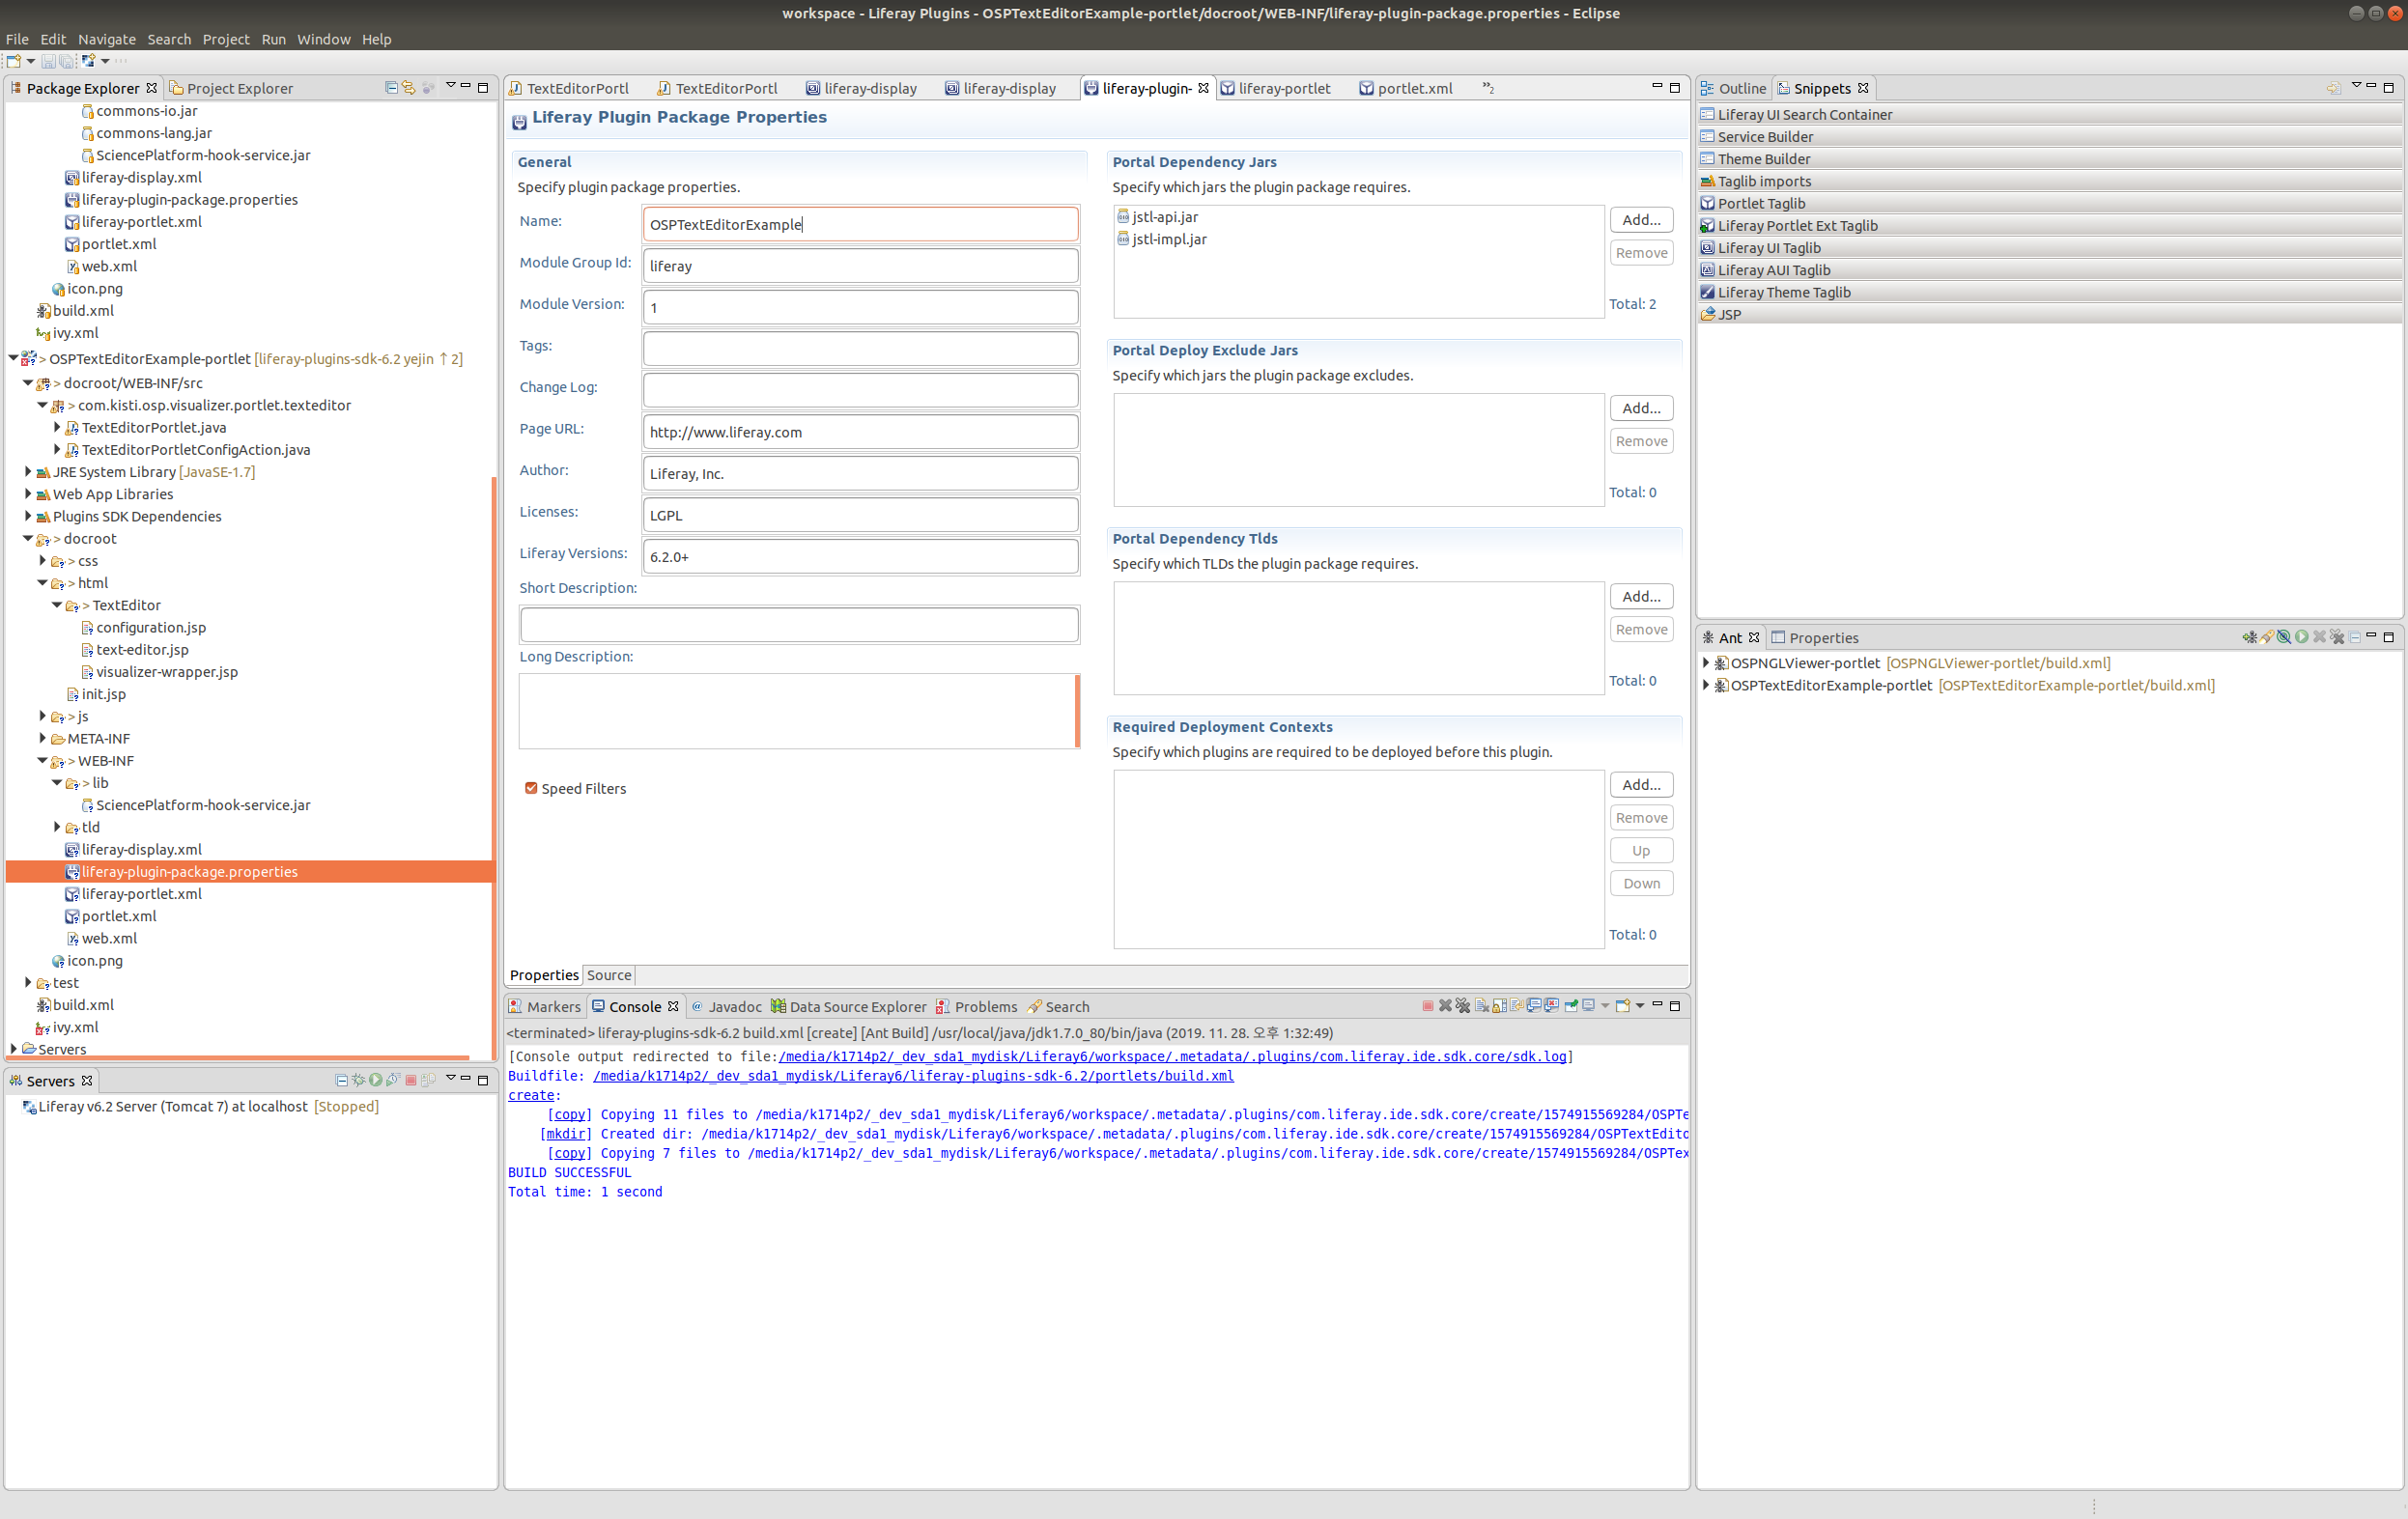 workspace - Liferay Plugins - OSPTextEditorExample-portlet/docroot/WEB-INF/liferay-plugin-package.properties - Eclipse
File Edit Navigate Search Project Run Window Help
Package Explorer Project Explorer
commons-io.jar
commons-lang.jar
SciencePlatform-hook-service.jar
liferay-display.xml
liferay-plugin-package.properties
liferay-portlet.xml
portlet.xml
web.xml
icon.png
build.xml
ivy.xml
> OSPTextEditorExample-portlet [liferay-plugins-sdk-6.2 yejin ↑2]
> docroot/WEB-INF/src
> com.kisti.osp.visualizer.portlet.texteditor
TextEditorPortlet.java
TextEditorPortletConfigAction.java
JRE System Library [JavaSE-1.7]
Web App Libraries
Plugins SDK Dependencies
> docroot
> css
> html
> TextEditor
configuration.jsp
text-editor.jsp
visualizer-wrapper.jsp
init.jsp
> js
META-INF
> WEB-INF
> lib
SciencePlatform-hook-service.jar
tld
liferay-display.xml
liferay-plugin-package.properties
liferay-portlet.xml
portlet.xml
web.xml
icon.png
test
build.xml
ivy.xml
Servers
Servers
Liferay v6.2 Server (Tomcat 7) at localhost [Stopped]
TextEditorPortl TextEditorPortl liferay-display liferay-display liferay-plugin- liferay-portlet portlet.xml »2
Liferay Plugin Package Properties
General
Specify plugin package properties.
Name: OSPTextEditorExample
Module Group Id: liferay
Module Version: 1
Tags:
Change Log:
Page URL: http://www.liferay.com
Author: Liferay, Inc.
Licenses: LGPL
Liferay Versions: 6.2.0+
Short Description:
Long Description:
Speed Filters
Portal Dependency Jars
Specify which jars the plugin package requires.
jstl-api.jar
jstl-impl.jar
Add...
Remove
Total: 2
Portal Deploy Exclude Jars
Specify which jars the plugin package excludes.
Add...
Remove
Total: 0
Portal Dependency Tlds
Specify which TLDs the plugin package requires.
Add...
Remove
Total: 0
Required Deployment Contexts
Specify which plugins are required to be deployed before this plugin.
Add...
Remove
Up
Down
Total: 0
Properties Source
Markers Console Javadoc Data Source Explorer Problems Search
<terminated> liferay-plugins-sdk-6.2 build.xml [create] [Ant Build] /usr/local/java/jdk1.7.0_80/bin/java (2019. 11. 28. 오후 1:32:49)
[Console output redirected to file:/media/k1714p2/_dev_sda1_mydisk/Liferay6/workspace/.metadata/.plugins/com.liferay.ide.sdk.core/sdk.log]
Buildfile: /media/k1714p2/_dev_sda1_mydisk/Liferay6/liferay-plugins-sdk-6.2/portlets/build.xml
create:
[copy] Copying 11 files to /media/k1714p2/_dev_sda1_mydisk/Liferay6/workspace/.metadata/.plugins/com.liferay.ide.sdk.core/create/1574915569284/OSPTe
[mkdir] Created dir: /media/k1714p2/_dev_sda1_mydisk/Liferay6/workspace/.metadata/.plugins/com.liferay.ide.sdk.core/create/1574915569284/OSPTextEdito
[copy] Copying 7 files to /media/k1714p2/_dev_sda1_mydisk/Liferay6/workspace/.metadata/.plugins/com.liferay.ide.sdk.core/create/1574915569284/OSPTex
BUILD SUCCESSFUL
Total time: 1 second
Outline Snippets
Liferay UI Search Container
Service Builder
Theme Builder
Taglib imports
Portlet Taglib
Liferay Portlet Ext Taglib
Liferay UI Taglib
Liferay AUI Taglib
Liferay Theme Taglib
JSP
Ant Properties
OSPNGLViewer-portlet [OSPNGLViewer-portlet/build.xml]
OSPTextEditorExample-portlet [OSPTextEditorExample-portlet/build.xml]